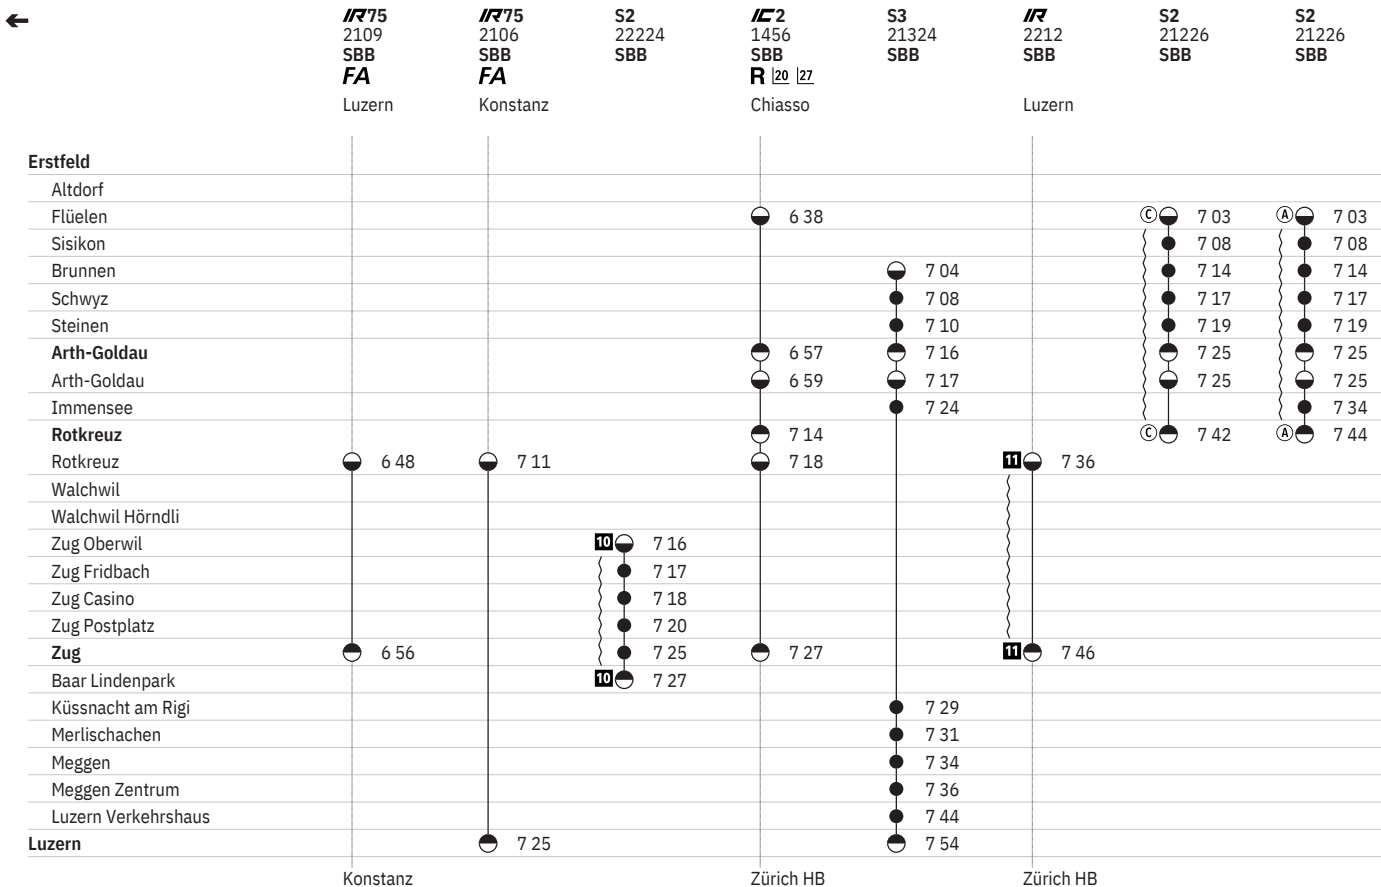 IR75 IR75 S2 IC2 S3 IR S2 S2
2109 2106 22224 1456 21324 2212 21226 21226
SBB SBB SBB SBB SBB SBB SBB SBB
FA FA R 20 27
Luzern Konstanz Chiasso Luzern
Erstfeld
Altdorf
Flüelen 6 38 C 7 03 A 7 03
Sisikon 7 08 7 08
Brunnen 7 04 7 14 7 14
Schwyz 7 08 7 17 7 17
Steinen 7 10 7 19 7 19
Arth-Goldau 6 57 7 16 7 25 7 25
Arth-Goldau 6 59 7 17 7 25 7 25
Immensee 7 24 7 34
Rotkreuz 7 14 C 7 42 A 7 44
Rotkreuz 6 48 7 11 7 18 11 7 36
Walchwil
Walchwil Hörndli
Zug Oberwil 10 7 16
Zug Fridbach 7 17
Zug Casino 7 18
Zug Postplatz 7 20
Zug 6 56 7 25 7 27 11 7 46
Baar Lindenpark 10 7 27
Küssnacht am Rigi 7 29
Merlischachen 7 31
Meggen 7 34
Meggen Zentrum 7 36
Luzern Verkehrshaus 7 44
Luzern 7 25 7 54
Konstanz Zürich HB Zürich HB